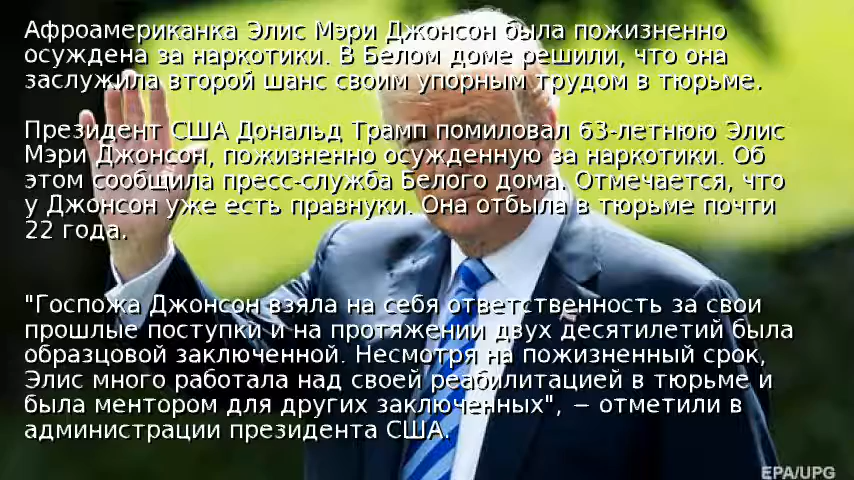 Афроамериканка Элис Мэри Джонсон была пожизненно
осуждена за наркотики. В Белом доме решили, что она
заслужила второй шанс своим упорным трудом в тюрьме.
Президент США Дональд Трамп помиловал 63-летнюю Элис
Мэри Джонсон, пожизненно осужденную за наркотики. Об
этом сообщила пресс-служба Белого дома. Отмечается, что
у Джонсон уже есть правнуки. Она отбыла в тюрьме почти
22 года.
"Госпожа Джонсон взяла на себя ответственность за свои
прошлые поступки и на протяжении двух десятилетий была
образцовой заключенной. Несмотря на пожизненный срок,
Элис много работала над своей реабилитацией в тюрьме и
была ментором для других заключенных", − отметили в
администрации президента США.
EPA/UPG